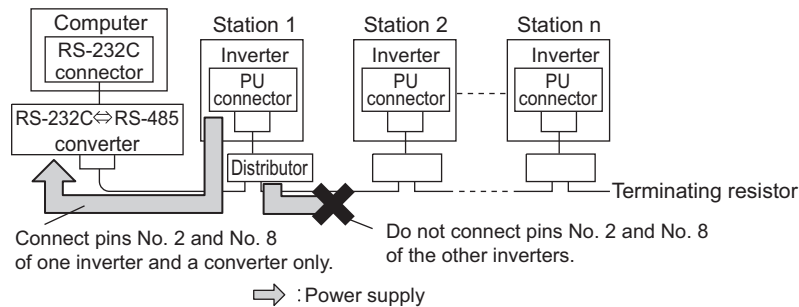 Computer
RS-232C
connector
RS-232C⇔RS-485
converter
Station 1
Inverter
PU
connector
Distributor
Station 2
Inverter
PU
connector
Station n
Inverter
PU
connector
Terminating resistor
Connect pins No. 2 and No. 8
of one inverter and a converter only.
Do not connect pins No. 2 and No. 8
of the other inverters.
: Power supply